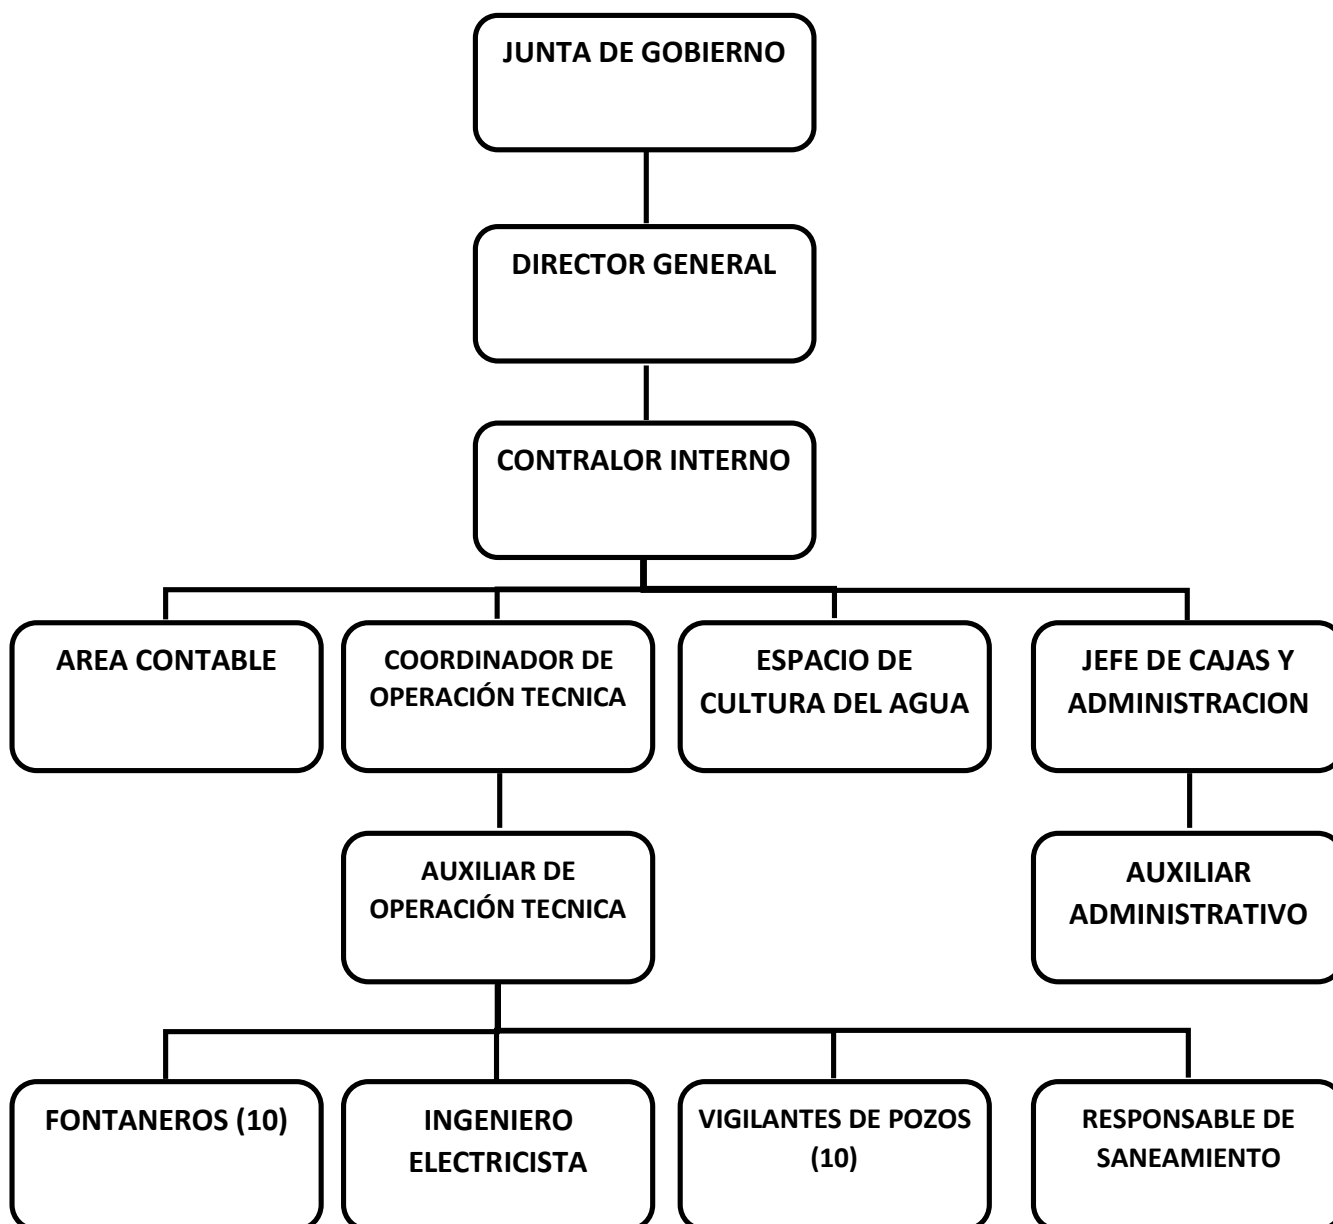 JUNTA DE GOBIERNO
DIRECTOR GENERAL
CONTRALOR INTERNO
AREA CONTABLE
COORDINADOR DE
OPERACIÓN TECNICA
ESPACIO DE
CULTURA DEL AGUA
JEFE DE CAJAS Y
ADMINISTRACION
AUXILIAR DE
OPERACIÓN TECNICA
AUXILIAR
ADMINISTRATIVO
FONTANEROS (10)
INGENIERO
ELECTRICISTA
VIGILANTES DE POZOS
(10)
RESPONSABLE DE
SANEAMIENTO